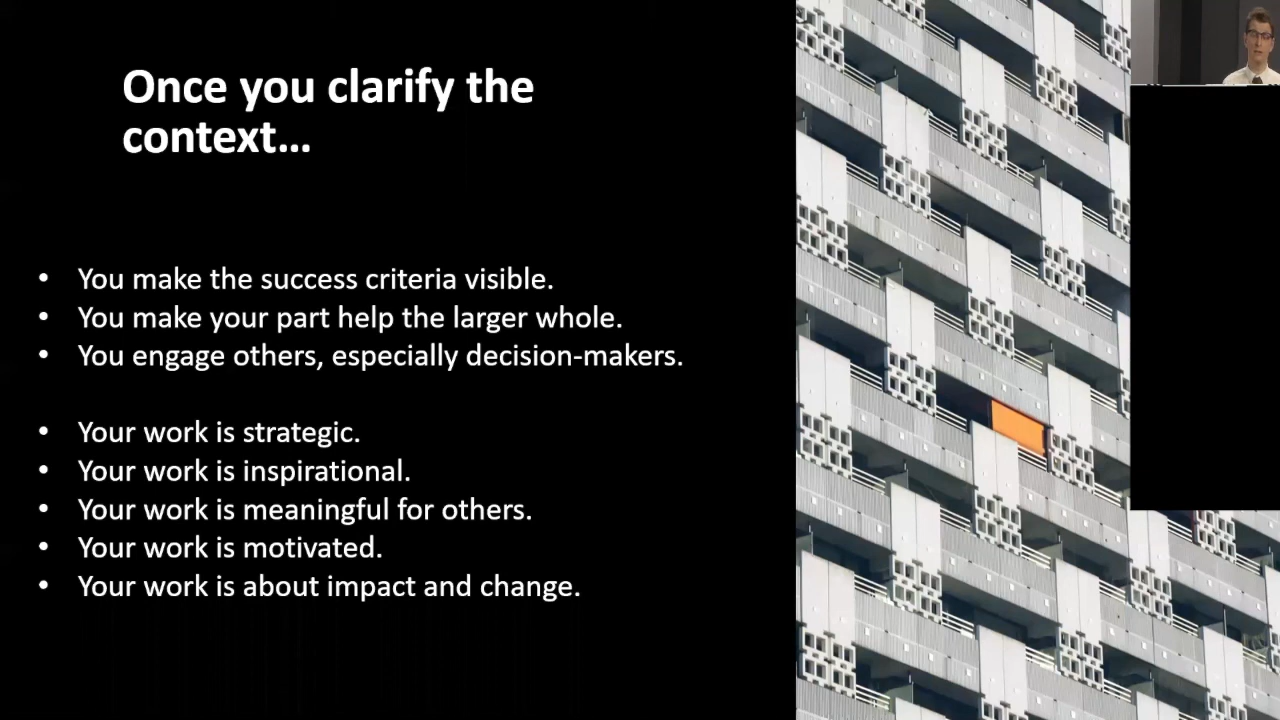 Once you clarify the
context...
• You make the success criteria visible.
• You make your part help the larger whole.
• You engage others, especially decision-makers.
• Your work is strategic.
• Your work is inspirational.
• Your work is meaningful for others.
• Your work is motivated.
• Your work is about impact and change.